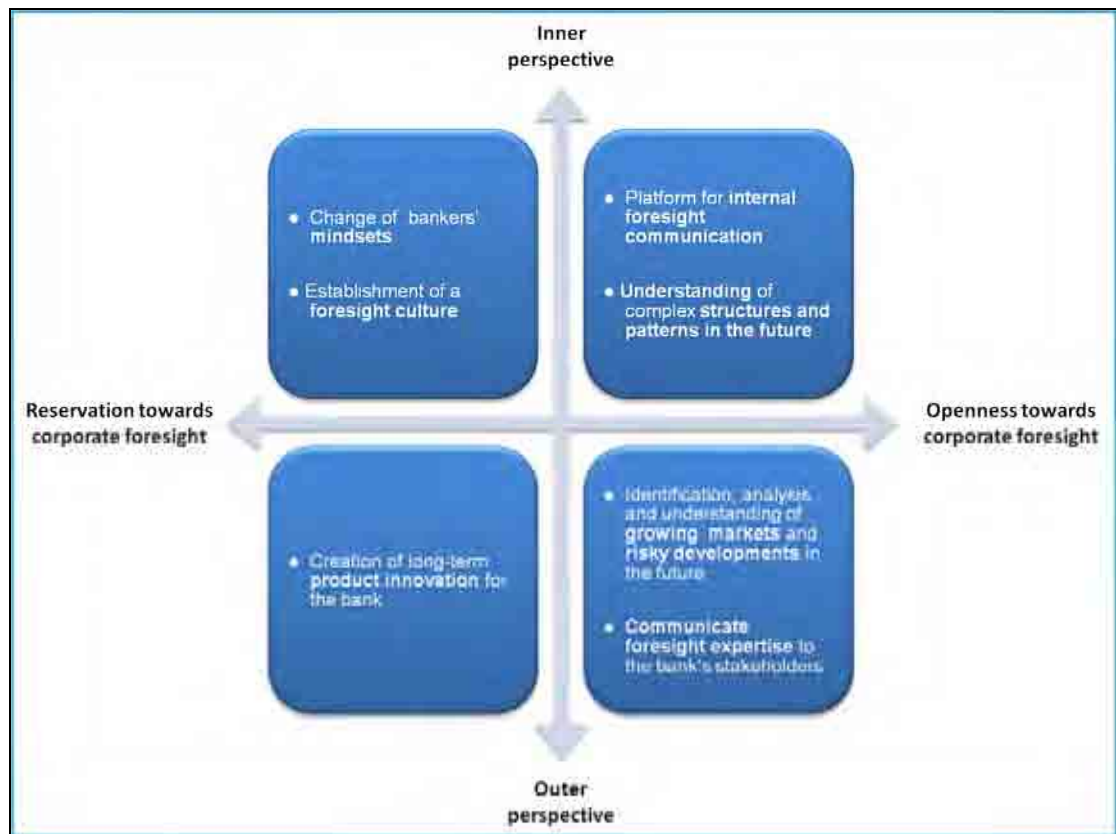 Inner
perspective
● Change of bankers'
mindsets
● Establishment of a
foresight culture
● Platform for internal
foresight
communication
● Understanding of
complex structures and
patterns in the future
Reservation towards
corporate foresight
Openness towards
corporate foresight
● Creation of long-term
product innovation for
the bank
● Identification, analysis
and understanding of
growing markets and
risky developments in
the future
● Communicate
foresight expertise to
the bank's stakeholders
Outer
perspective